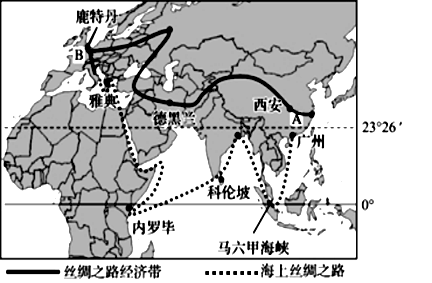 鹿特丹
B
雅典
德黑兰
西安
A
23°26′
广州
科伦坡
0°
内罗毕
马六甲海峡
丝绸之路经济带
海上丝绸之路